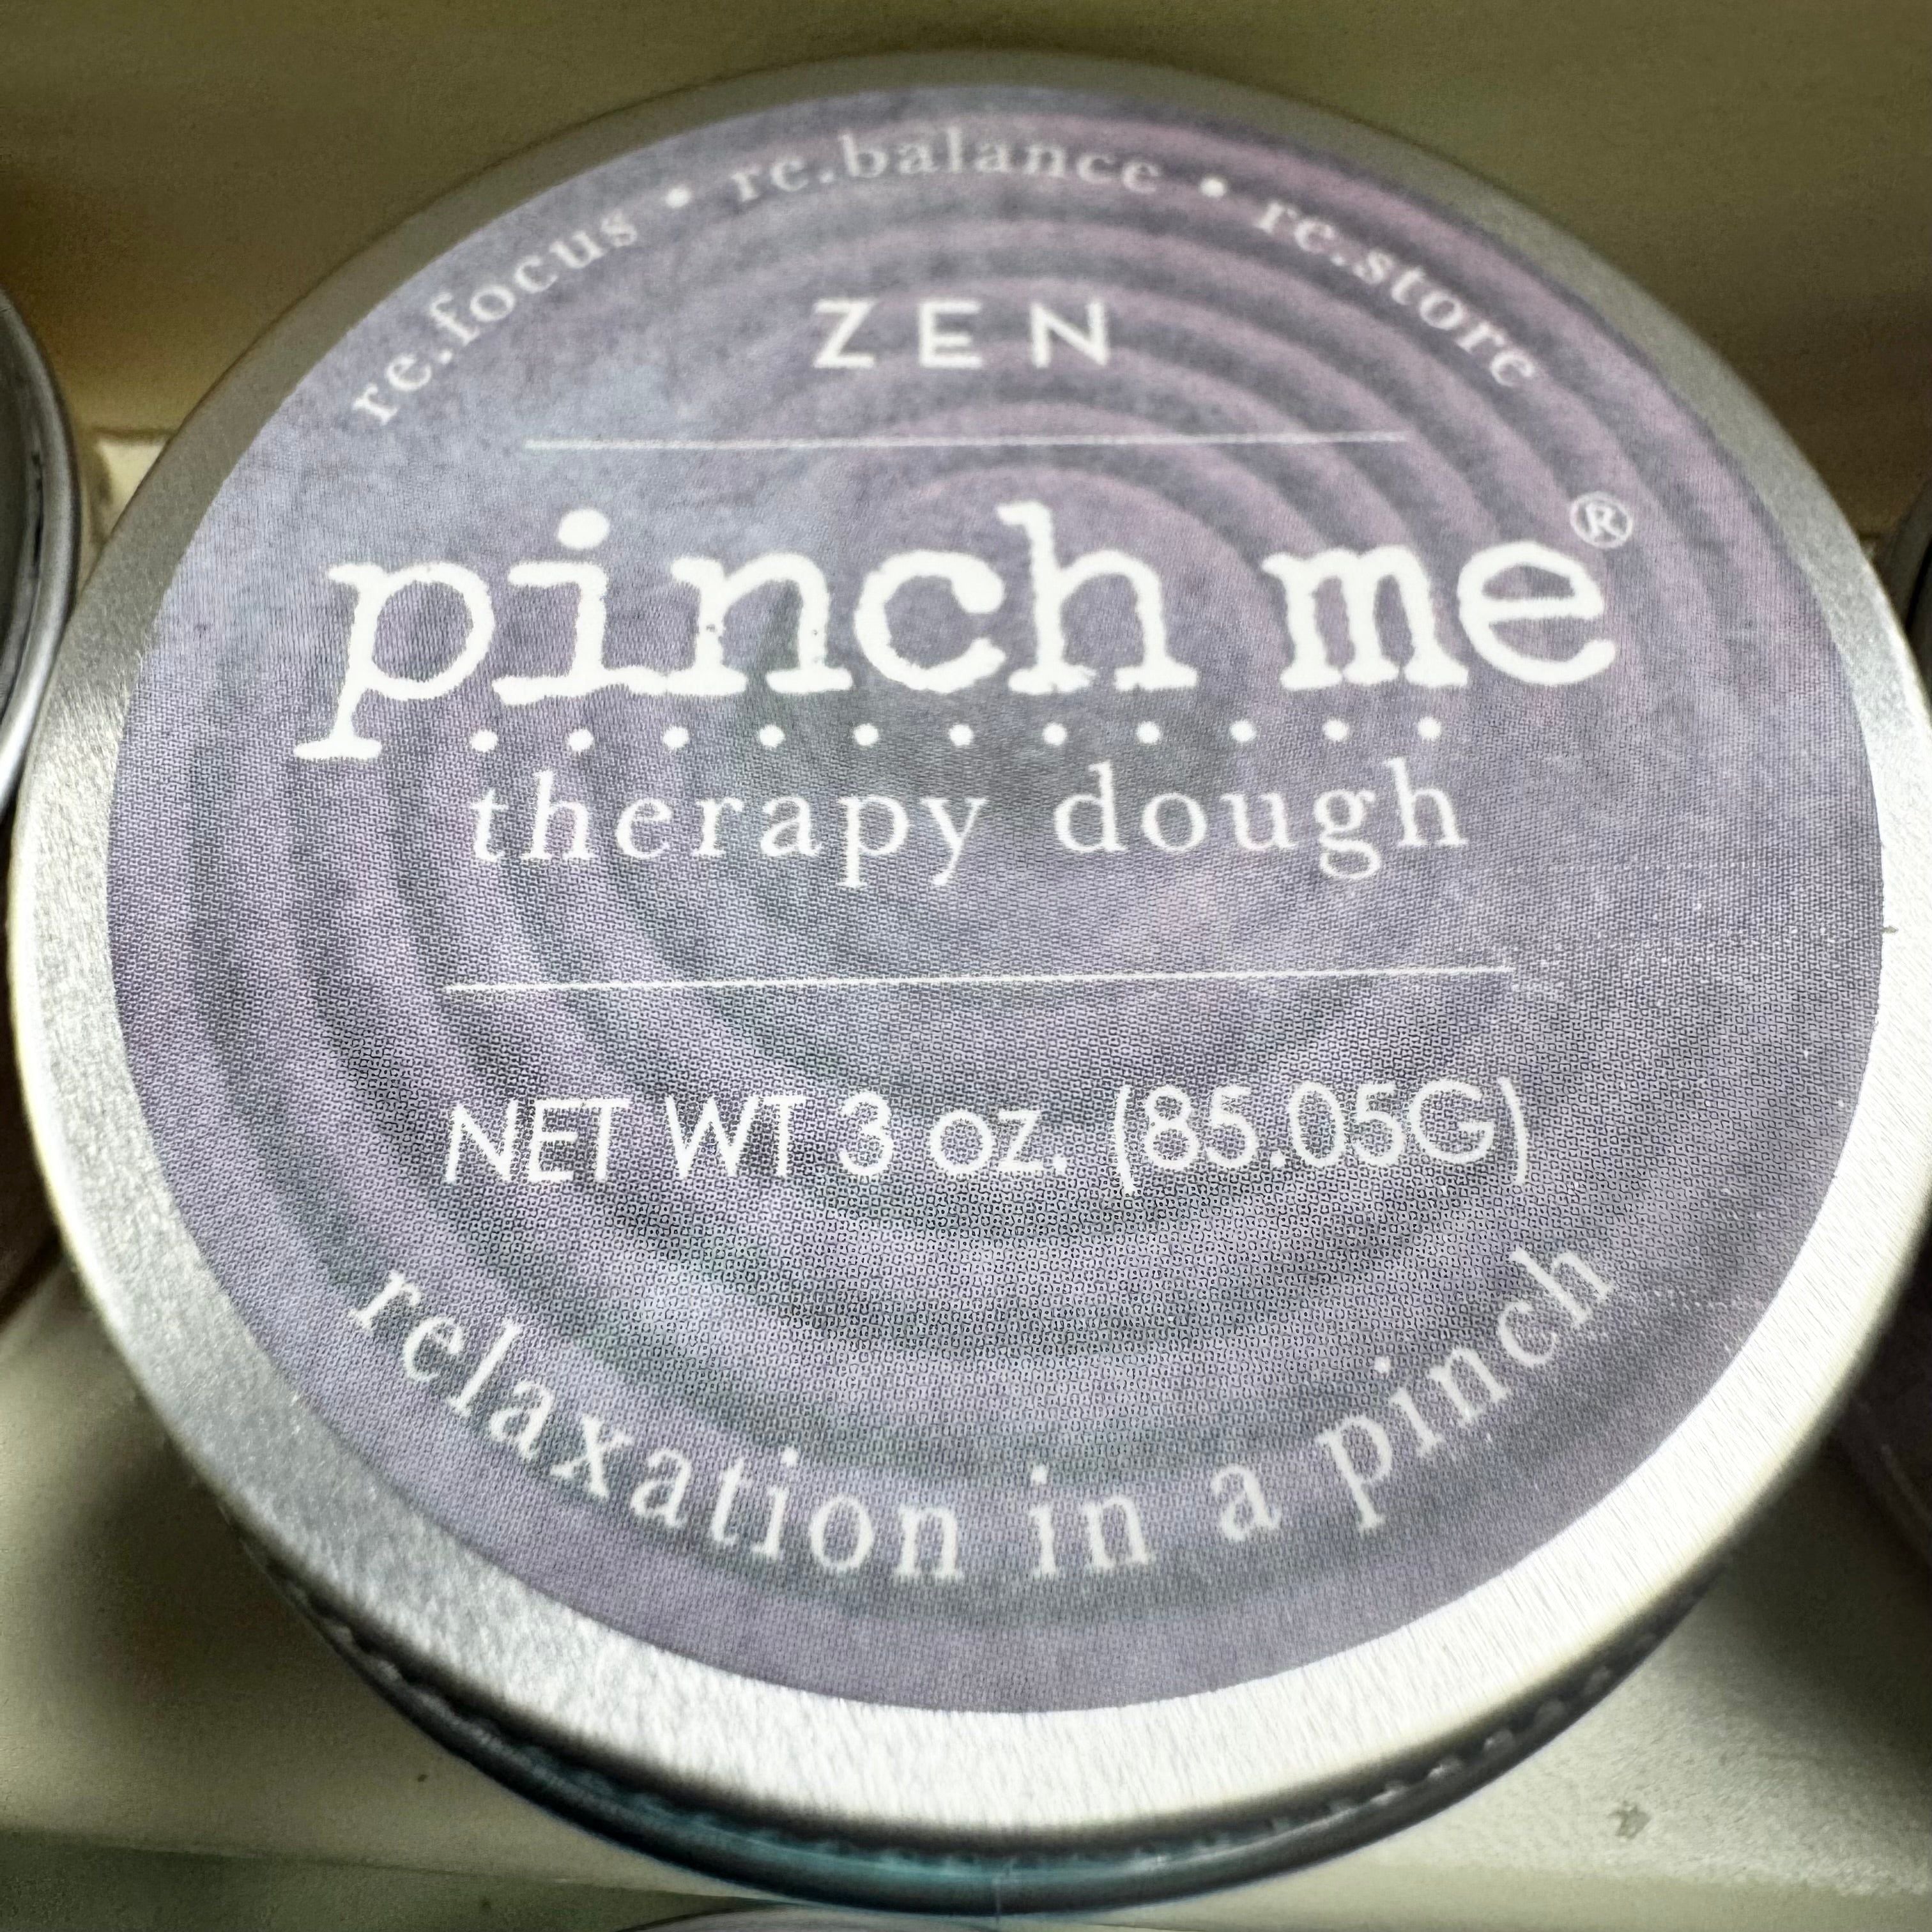 re.focus • re.balance • re.store
ZEN
pinch me®
therapy dough
NET WT 3 oz. (85.05G)
relaxation in a pinch